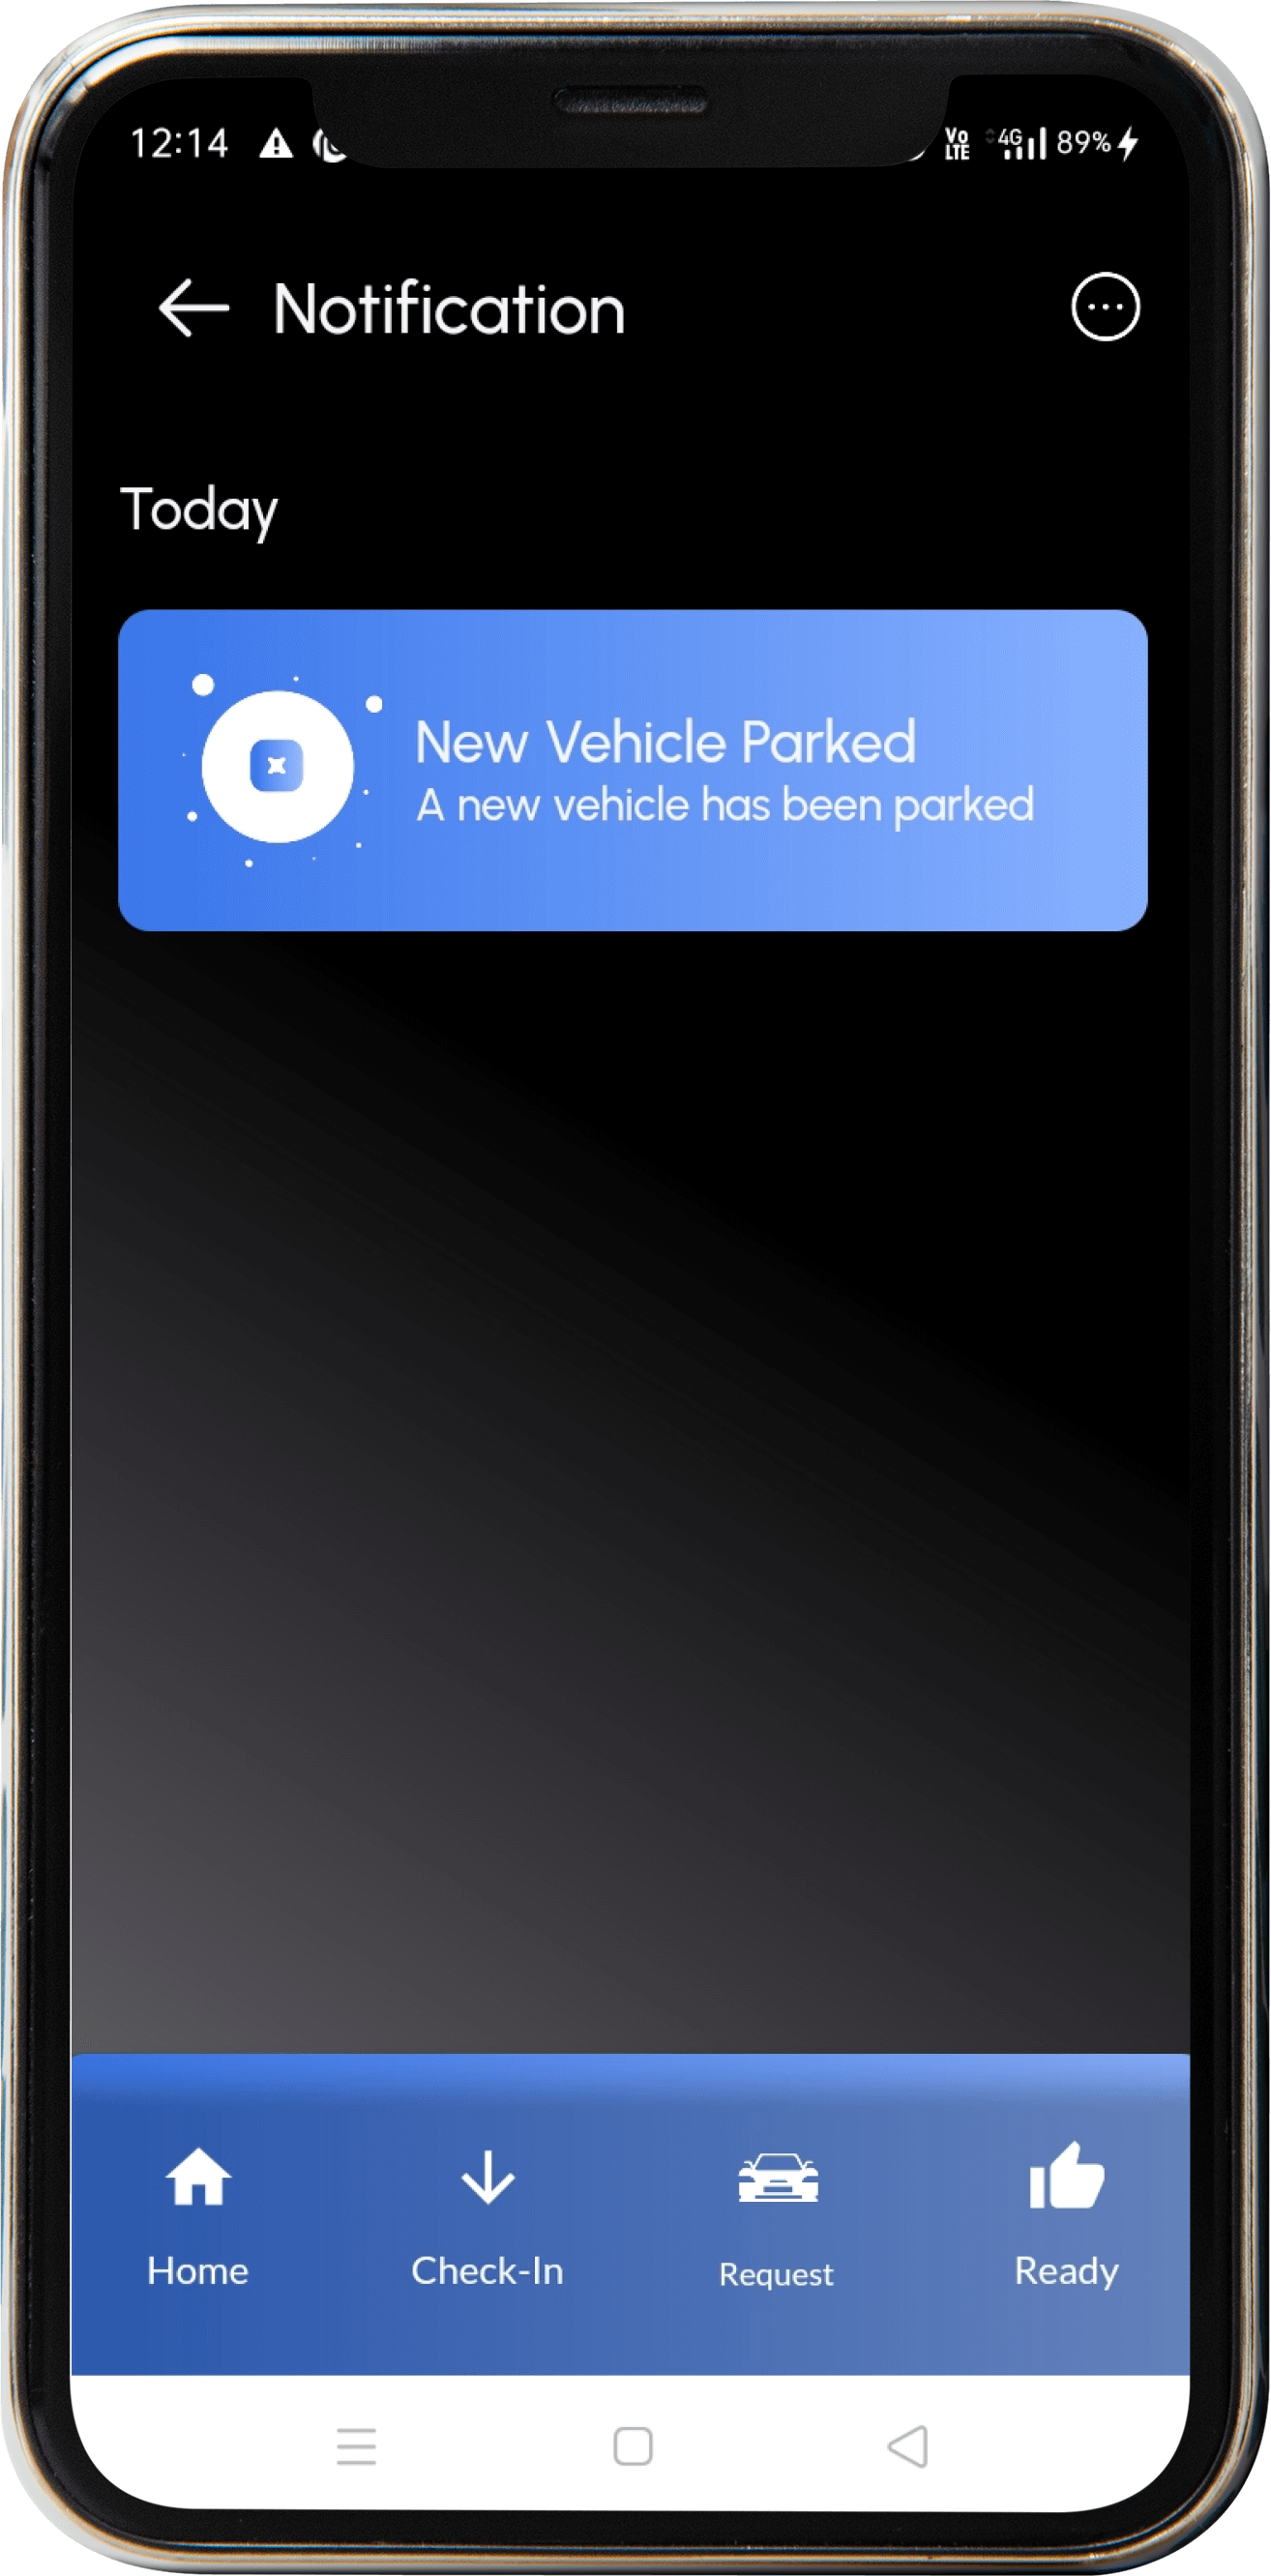 12:14 Vo LTE 4G 89%
Notification
Today
New Vehicle Parked
A new vehicle has been parked
Home Check-In Request Ready